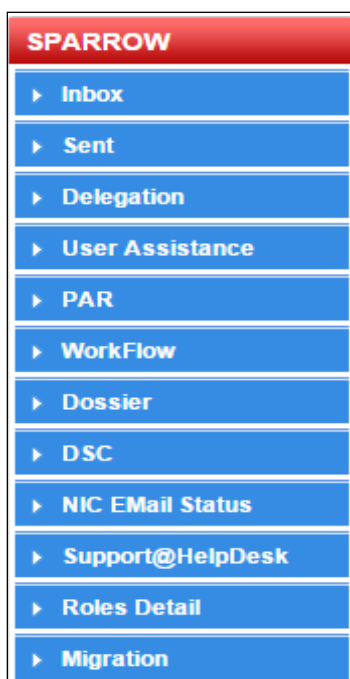 SPARROW
Inbox
Sent
Delegation
User Assistance
PAR
WorkFlow
Dossier
DSC
NIC EMail Status
Support@HelpDesk
Roles Detail
Migration